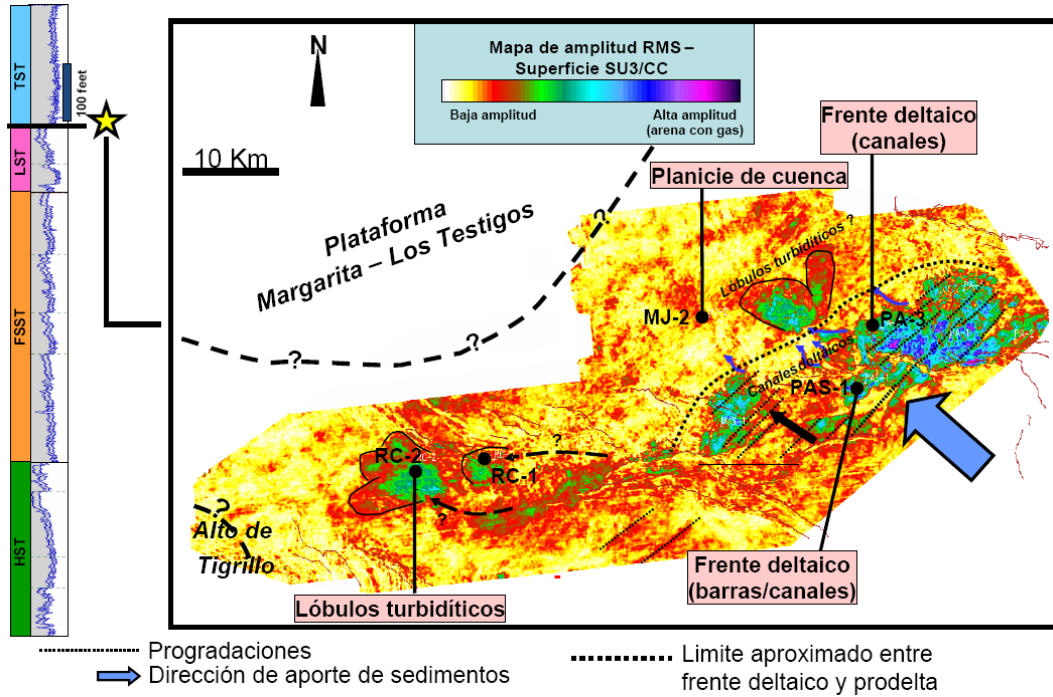 TST
LST
FSST
HST
100 feet
N
10 Km
Mapa de amplitud RMS –
Superficie SU3/CC
Baja amplitud
Alta amplitud
(arena con gas)
Frente deltaico
(canales)
Planicie de cuenca
Plataforma
Margarita – Los Testigos
?
?
?
Lóbulos turbidíticos ?
MJ-2
PA-3
Canales deltaicos
PAS-1
RC-2
RC-1
?
?
?
Alto de
Tigrillo
Lóbulos turbidíticos
Frente deltaico
(barras/canales)
Progradaciones
Dirección de aporte de sedimentos
Limite aproximado entre
frente deltaico y prodelta